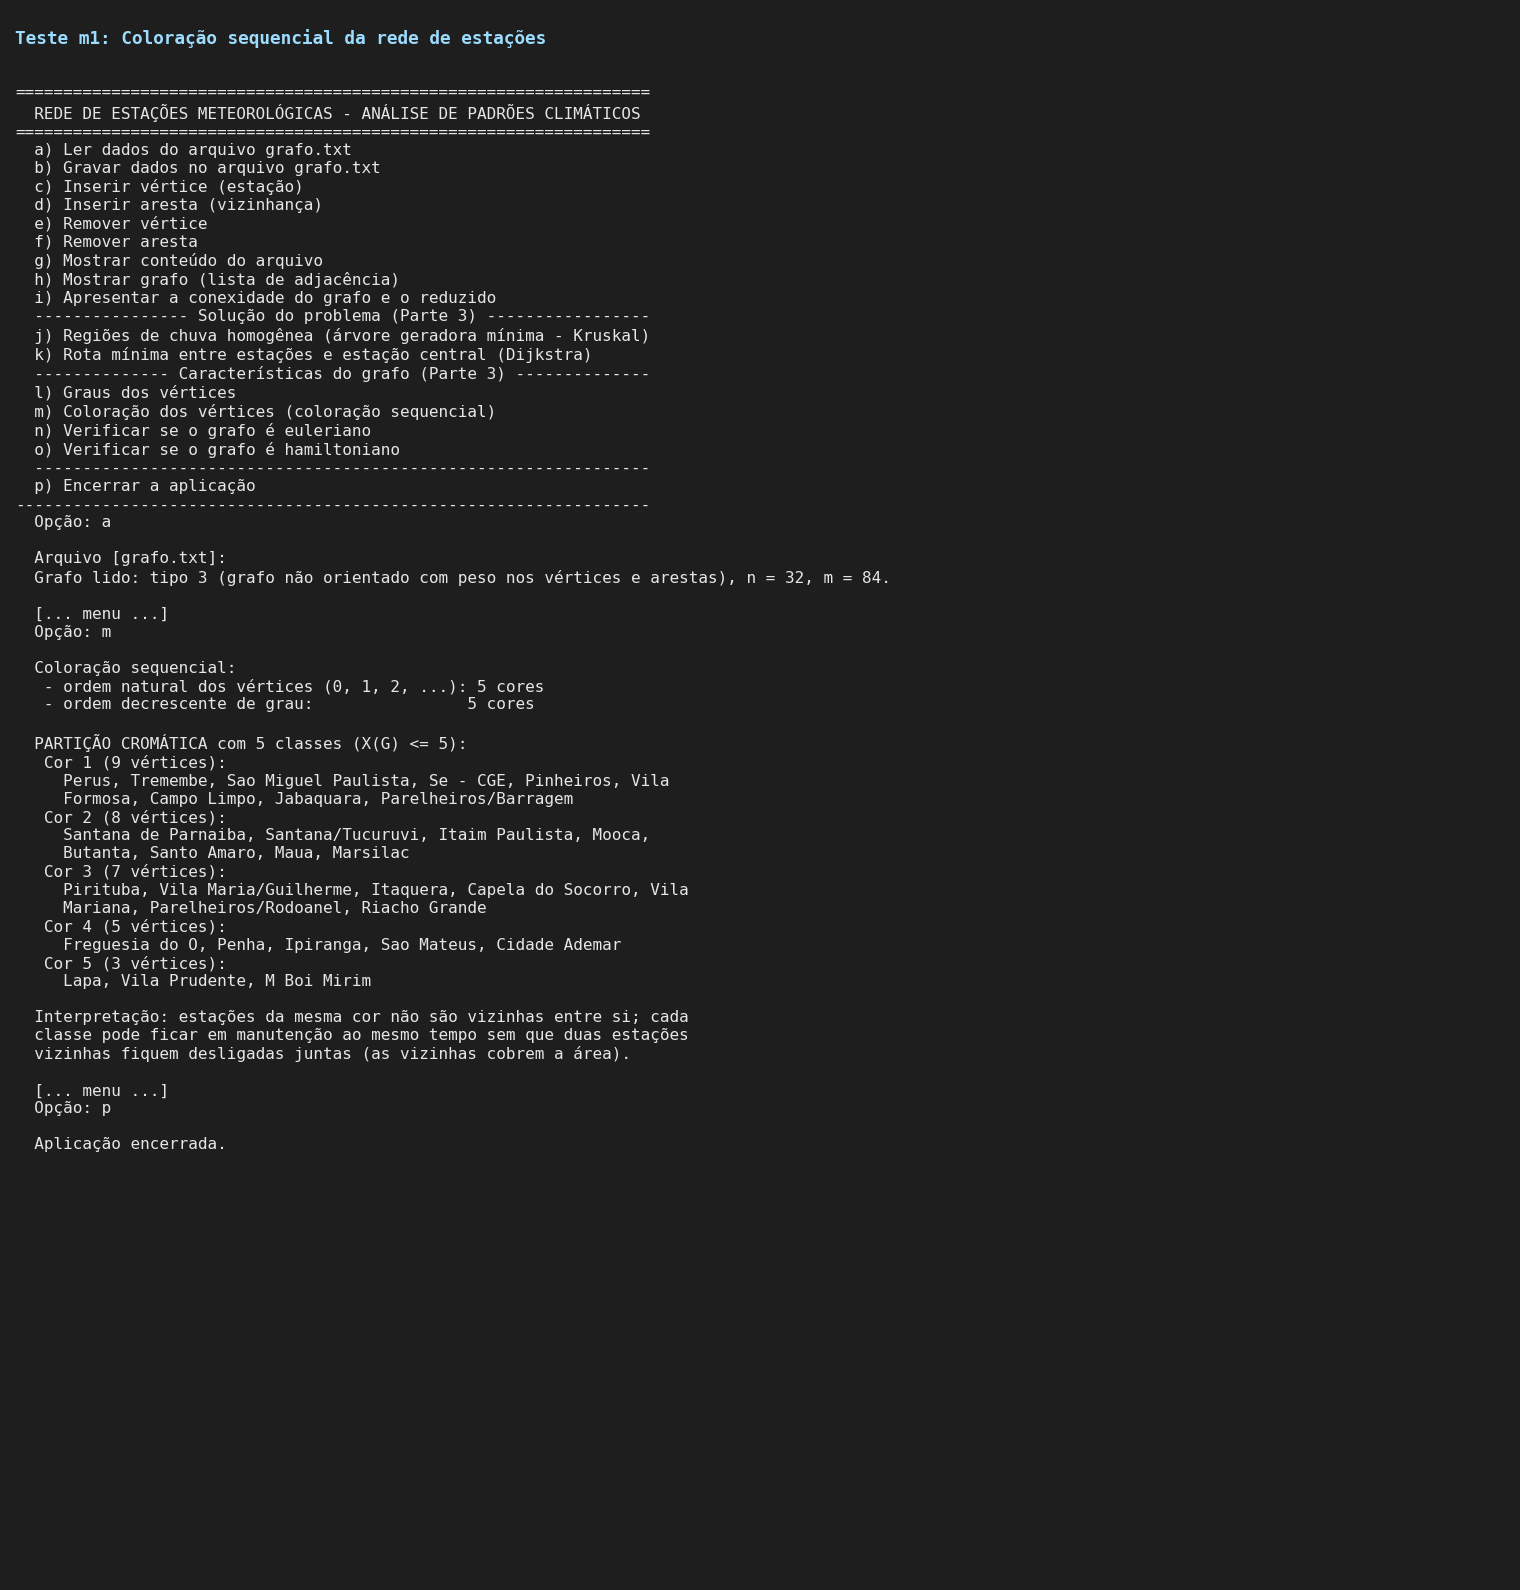 Teste m1: Coloração sequencial da rede de estações
==================================================================
  REDE DE ESTAÇÕES METEOROLÓGICAS - ANÁLISE DE PADRÕES CLIMÁTICOS
==================================================================
  a) Ler dados do arquivo grafo.txt
  b) Gravar dados no arquivo grafo.txt
  c) Inserir vértice (estação)
  d) Inserir aresta (vizinhança)
  e) Remover vértice
  f) Remover aresta
  g) Mostrar conteúdo do arquivo
  h) Mostrar grafo (lista de adjacência)
  i) Apresentar a conexidade do grafo e o reduzido
  ---------------- Solução do problema (Parte 3) -----------------
  j) Regiões de chuva homogênea (árvore geradora mínima - Kruskal)
  k) Rota mínima entre estações e estação central (Dijkstra)
  -------------- Características do grafo (Parte 3) --------------
  l) Graus dos vértices
  m) Coloração dos vértices (coloração sequencial)
  n) Verificar se o grafo é euleriano
  o) Verificar se o grafo é hamiltoniano
  ----------------------------------------------------------------
  p) Encerrar a aplicação
------------------------------------------------------------------
  Opção: a
  Arquivo [grafo.txt]:
  Grafo lido: tipo 3 (grafo não orientado com peso nos vértices e arestas), n = 32, m = 84.
  [... menu ...]
  Opção: m
  Coloração sequencial:
   - ordem natural dos vértices (0, 1, 2, ...): 5 cores
   - ordem decrescente de grau:                5 cores
  PARTIÇÃO CROMÁTICA com 5 classes (X(G) <= 5):
   Cor 1 (9 vértices):
     Perus, Tremembe, Sao Miguel Paulista, Se - CGE, Pinheiros, Vila
     Formosa, Campo Limpo, Jabaquara, Parelheiros/Barragem
   Cor 2 (8 vértices):
     Santana de Parnaiba, Santana/Tucuruvi, Itaim Paulista, Mooca,
     Butanta, Santo Amaro, Maua, Marsilac
   Cor 3 (7 vértices):
     Pirituba, Vila Maria/Guilherme, Itaquera, Capela do Socorro, Vila
     Mariana, Parelheiros/Rodoanel, Riacho Grande
   Cor 4 (5 vértices):
     Freguesia do O, Penha, Ipiranga, Sao Mateus, Cidade Ademar
   Cor 5 (3 vértices):
     Lapa, Vila Prudente, M Boi Mirim
  Interpretação: estações da mesma cor não são vizinhas entre si; cada
  classe pode ficar em manutenção ao mesmo tempo sem que duas estações
  vizinhas fiquem desligadas juntas (as vizinhas cobrem a área).
  [... menu ...]
  Opção: p
  Aplicação encerrada.